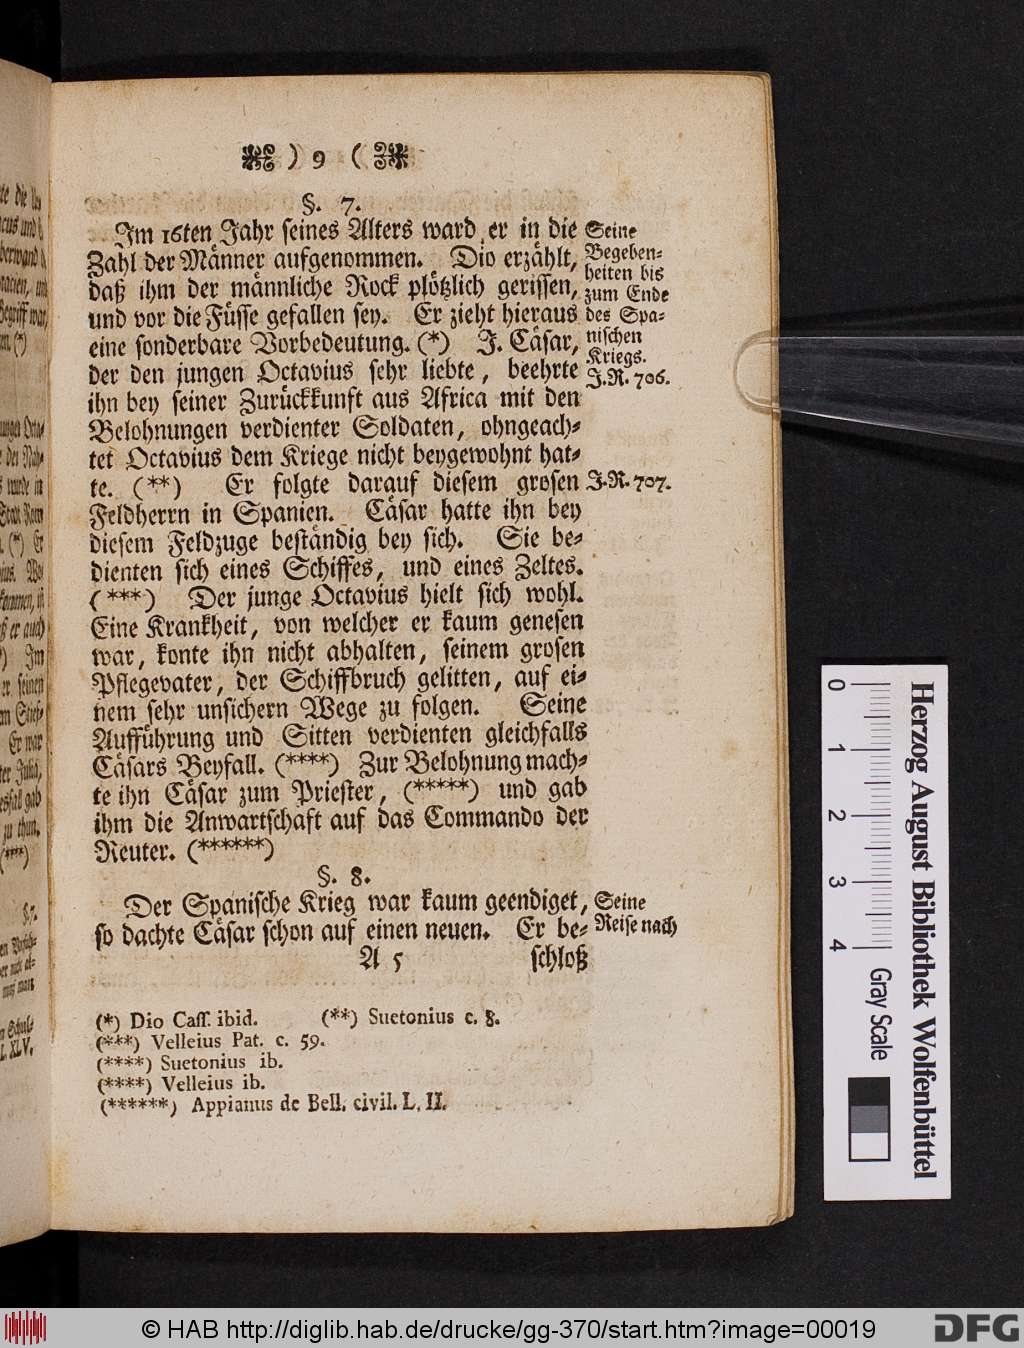 ) 9 (
§. 7.
Im 16ten Jahr seines Alters ward er in die
Zahl der Männer aufgenommen. Dio erzählt,
daß ihm der männliche Rock plötzlich gerissen,
und vor die Füsse gefallen sey. Er zieht hieraus
eine sonderbare Vorbedeutung. (*) J. Cäsar,
der den jungen Octavius sehr liebte, beehrte
ihn bey seiner Zurückkunft aus Africa mit den
Belohnungen verdienter Soldaten, ohngeach-
tet Octavius dem Kriege nicht beygewohnt hat-
te. (**) Er folgte darauf diesem grosen
Feldherrn in Spanien. Cäsar hatte ihn bey
diesem Feldzuge beständig bey sich. Sie be-
dienten sich eines Schiffes, und eines Zeltes.
(***) Der junge Octavius hielt sich wohl.
Eine Krankheit, von welcher er kaum genesen
war, konte ihn nicht abhalten, seinem grosen
Pflegevater, der Schiffbruch gelitten, auf ei-
nem sehr unsichern Wege zu folgen. Seine
Aufführung und Sitten verdienten gleichfalls
Cäsars Beyfall. (****) Zur Belohnung mach-
te ihn Cäsar zum Priester, (*****) und gab
ihm die Anwartschaft auf das Commando der
Reuter. (******)
Seine
Begeben-
heiten bis
zum Ende
des Spa-
nischen
Kriegs.
J.R. 706.
J.R. 707.
§. 8.
Der Spanische Krieg war kaum geendiget,
so dachte Cäsar schon auf einen neuen. Er be-
Seine
Reise nach
A 5 schloß
(*) Dio Cass. ibid. (**) Suetonius c. 8.
(***) Velleius Pat. c. 59.
(****) Suetonius ib.
(****) Velleius ib.
(******) Appianus de Bell. civil. L. II.
0 1 2 3 4
Gray Scale
Herzog August Bibliothek Wolfenbüttel
© HAB http://diglib.hab.de/drucke/gg-370/start.htm?image=00019
DFG